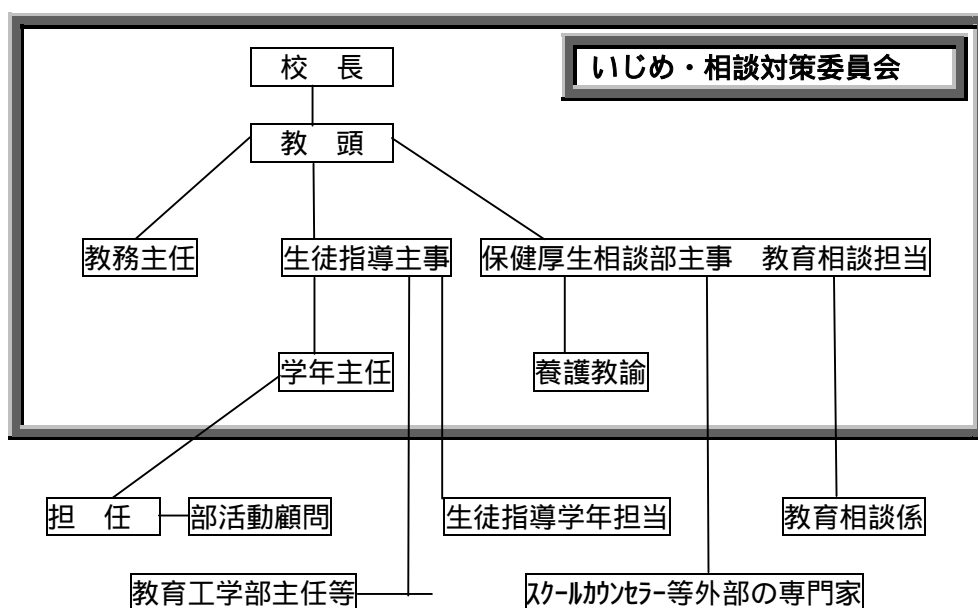 いじめ・相談対策委員会
校　長
教　頭
教務主任
生徒指導主事
保健厚生相談部主事　教育相談担当
学年主任
養護教諭
担　任
部活動顧問
生徒指導学年担当
教育相談係
教育工学部主任等
ｽｸｰﾙｶｳﾝｾﾗｰ等外部の専門家